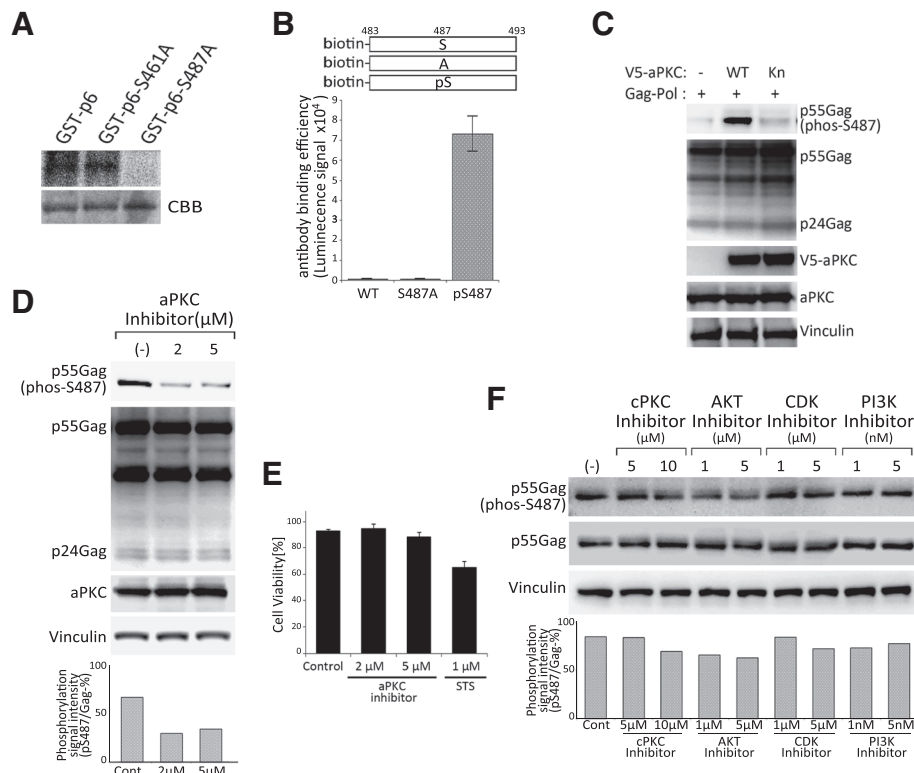 A
GST-p6
GST-p6-S461A
GST-p6-S487A
CBB
B
483 487 493
biotin- S
biotin- A
biotin- pS
antibody binding efficiency
(Luminecence signal x10⁴)
9
8
7
6
5
4
3
2
1
0
WT S487A pS487
C
V5-aPKC: - WT Kn
Gag-Pol : + + +
p55Gag
(phos-S487)
p55Gag
p24Gag
V5-aPKC
aPKC
Vinculin
D
aPKC
Inhibitor(μM)
(-) 2 5
p55Gag
(phos-S487)
p55Gag
p24Gag
aPKC
Vinculin
Phosphorylation
signal intensity
(pS487/Gag-%)
100
50
0
Cont 2μM 5μM
E
Cell Viability[%]
100
80
60
40
20
0
Control 2 μM 5 μM 1 μM
aPKC
inhibitor
STS
F
cPKC
Inhibitor
(μM)
AKT
Inhibitor
(μM)
CDK
Inhibitor
(μM)
PI3K
Inhibitor
(nM)
(-) 5 10 1 5 1 5 1 5
p55Gag
(phos-S487)
p55Gag
Vinculin
Phosphorylation
signal intensity
(pS487/Gag-%)
100
50
0
Cont 5μM 10μM 1μM 5μM 1μM 5μM 1nM 5nM
cPKC
Inhibitor
AKT
Inhibitor
CDK
Inhibitor
PI3K
Inhibitor